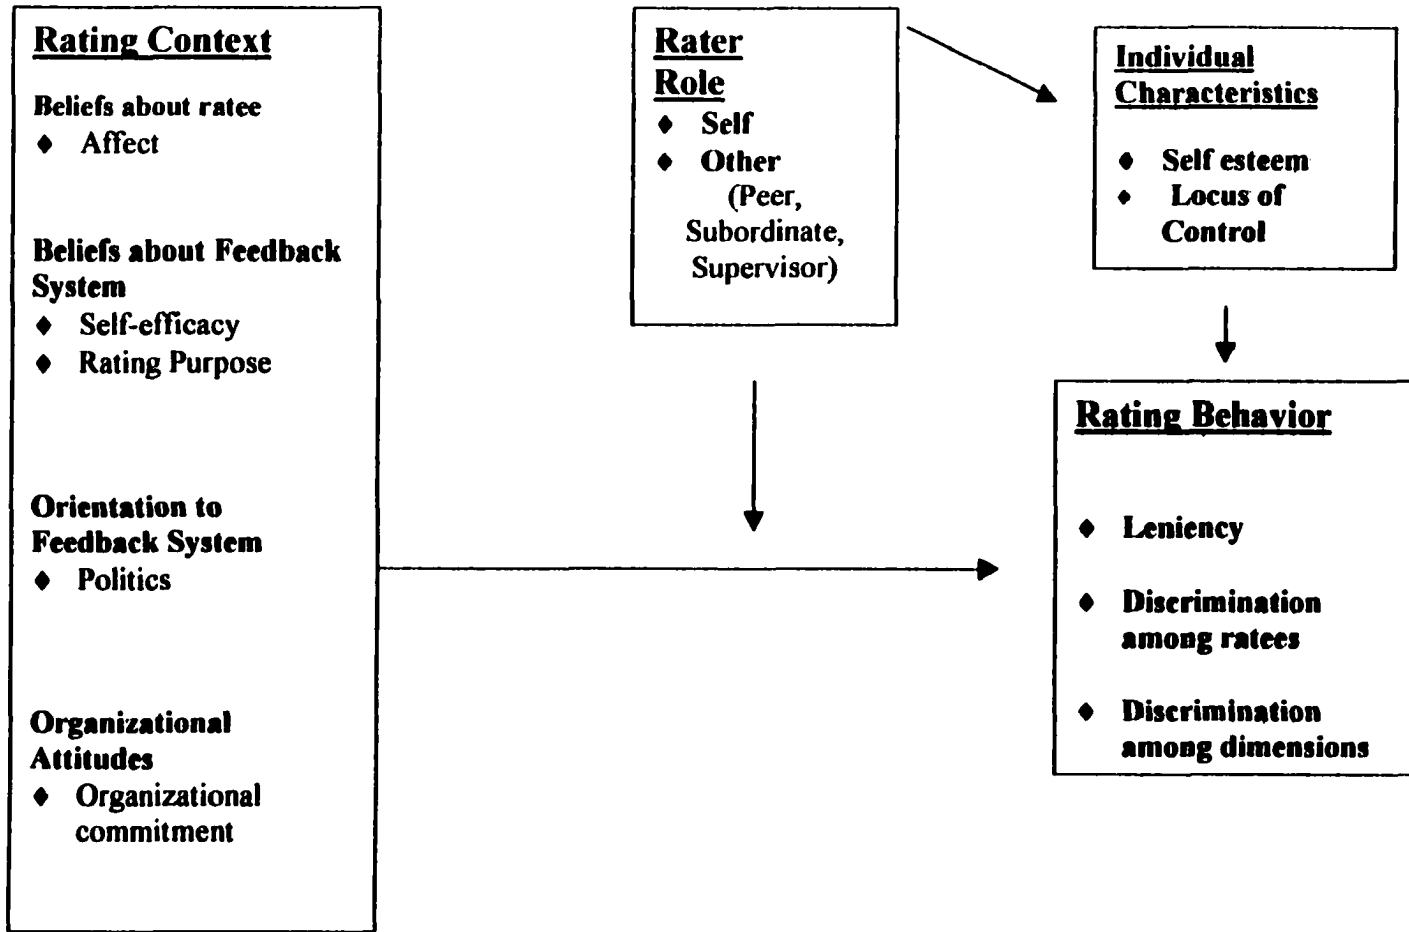 Rating Context
Beliefs about ratee
♦ Affect
Beliefs about Feedback
System
♦ Self-efficacy
♦ Rating Purpose
Orientation to
Feedback System
♦ Politics
Organizational
Attitudes
♦ Organizational
commitment
Rater
Role
♦ Self
♦ Other
(Peer,
Subordinate,
Supervisor)
Individual
Characteristics
♦ Self esteem
♦ Locus of
Control
Rating Behavior
♦ Leniency
♦ Discrimination
among ratees
♦ Discrimination
among dimensions